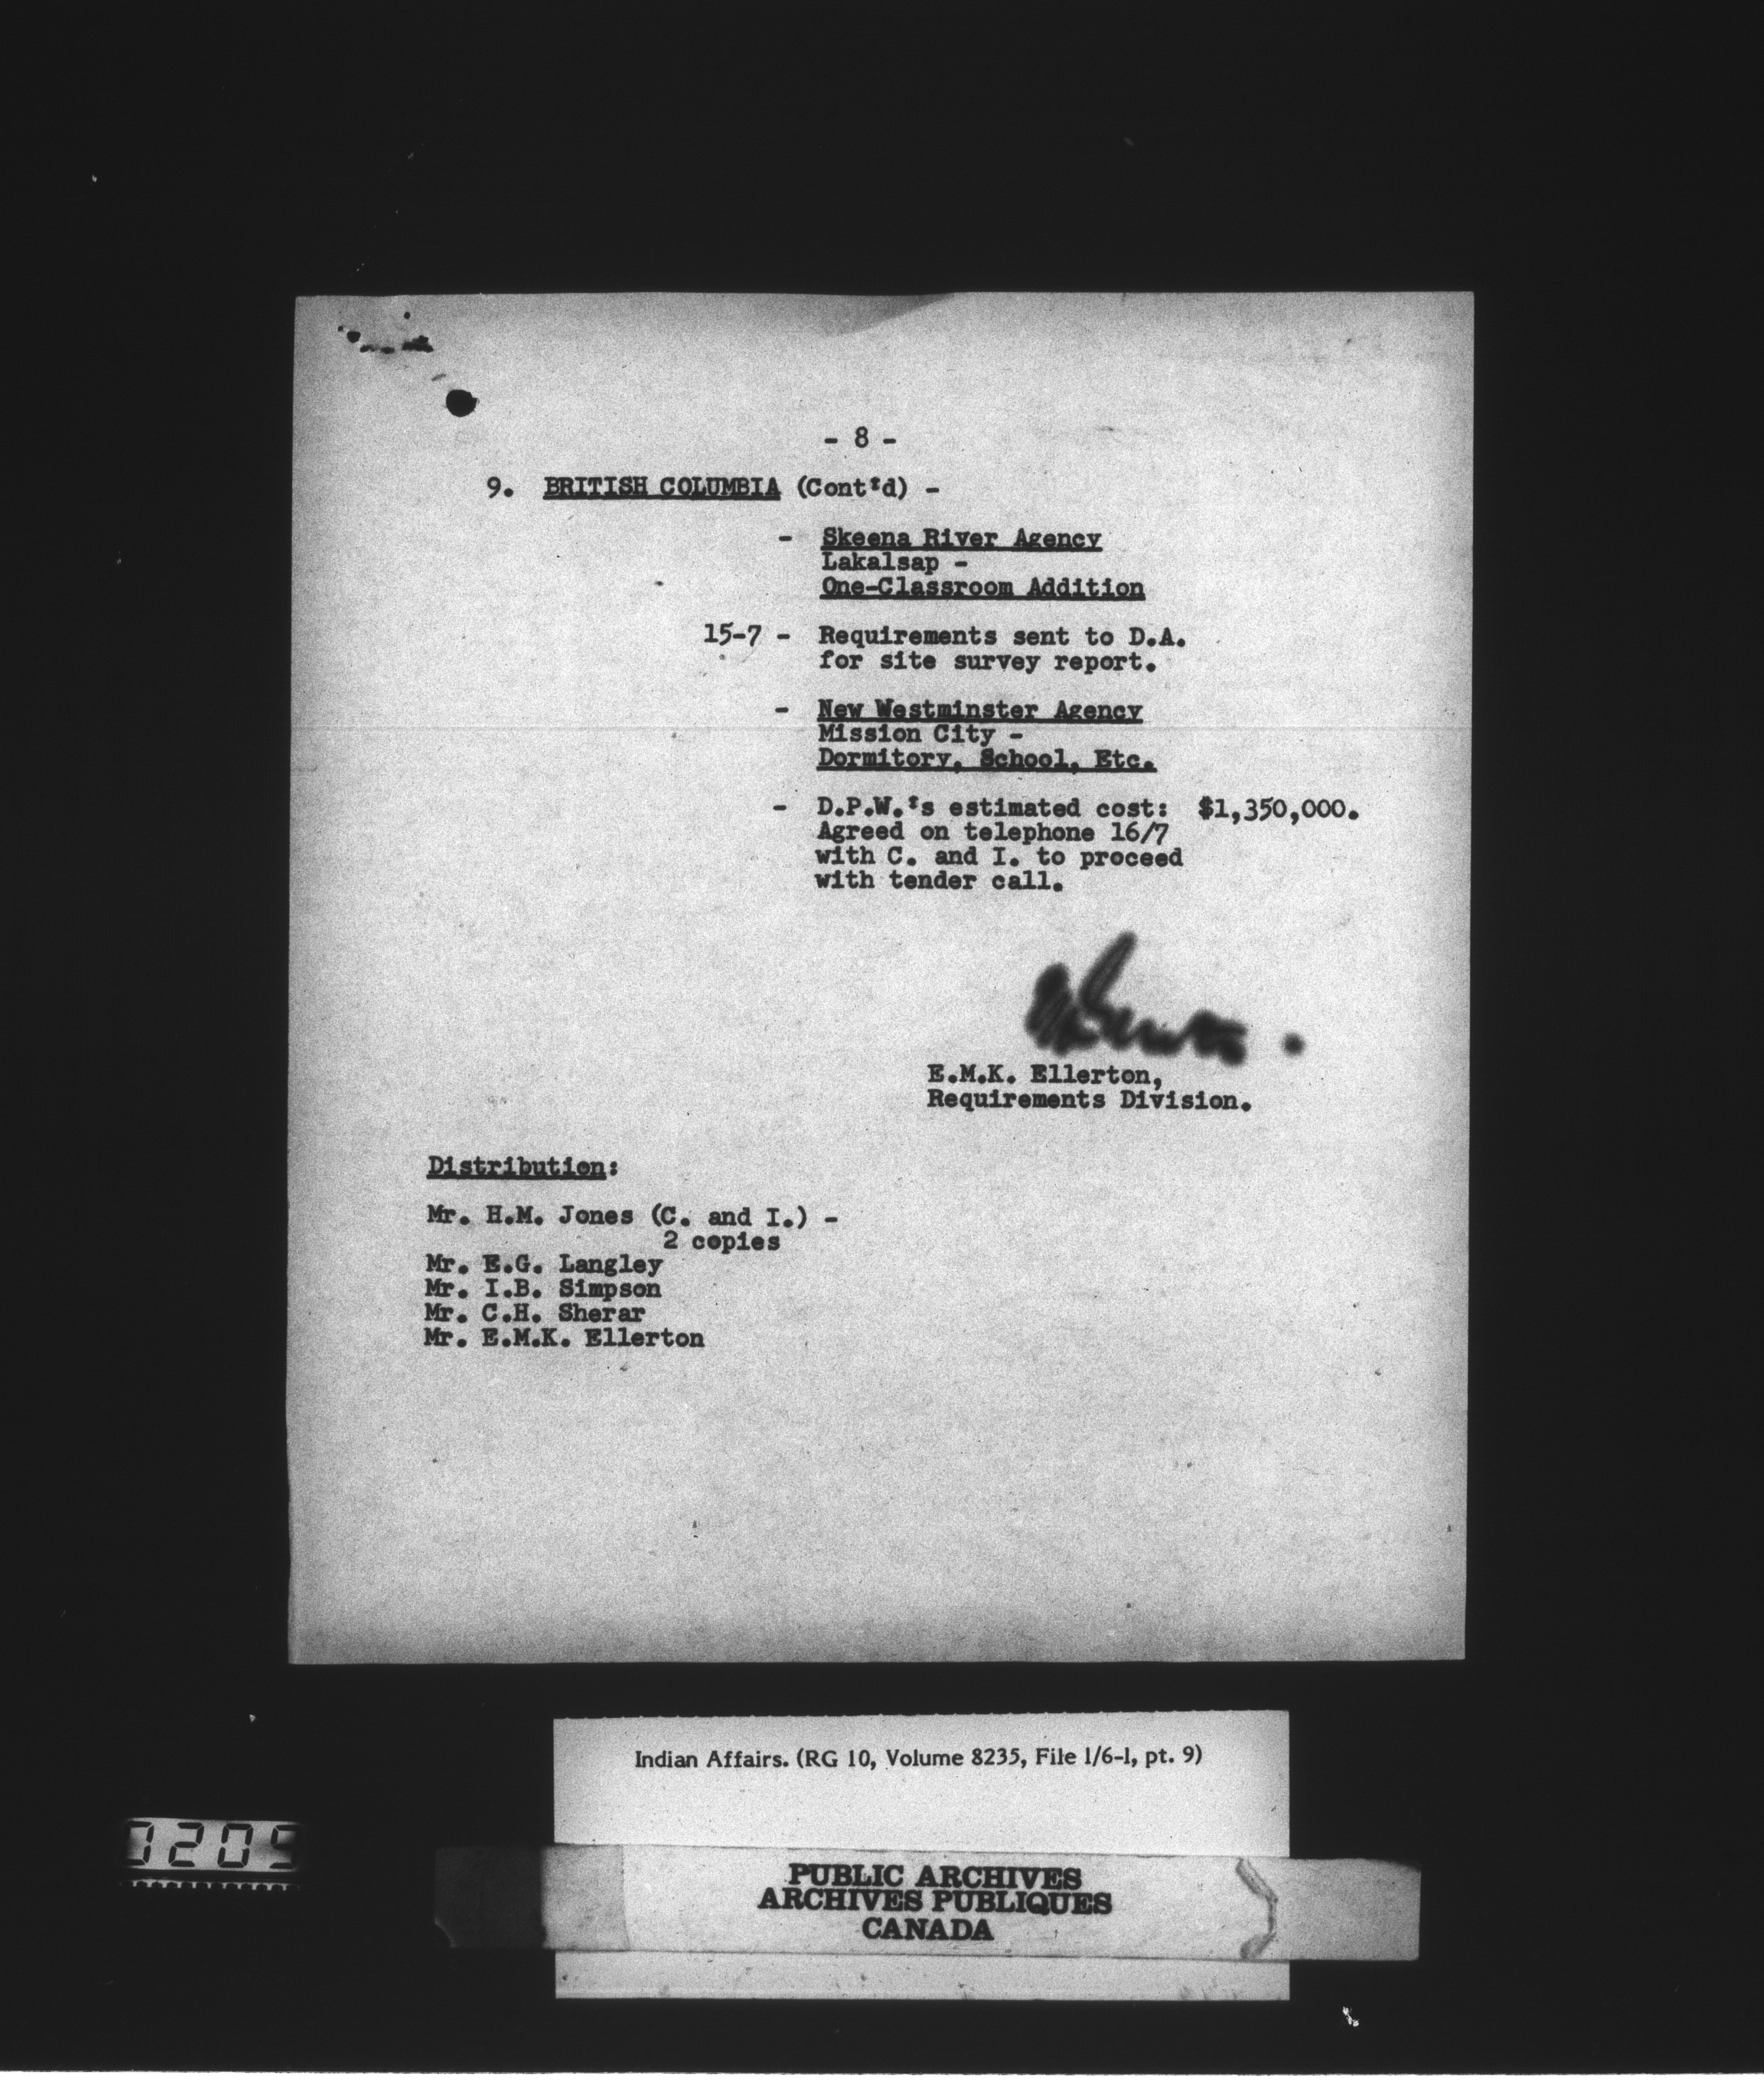 - 8 -
9. BRITISH COLUMBIA (Cont'd) -
- Skeena River Agency
Lakalsap -
One-Classroom Addition
15-7 - Requirements sent to D.A.
for site survey report.
- New Westminster Agency
Mission City -
Dormitory, School, Etc.
- D.P.W.'s estimated cost: $1,350,000.
Agreed on telephone 16/7
with C. and I. to proceed
with tender call.
E.M.K. Ellerton,
Requirements Division.
Distribution:
Mr. H.M. Jones (C. and I.) -
2 copies
Mr. E.G. Langley
Mr. I.B. Simpson
Mr. C.H. Sherar
Mr. E.M.K. Ellerton
Indian Affairs. (RG 10, Volume 8235, File 1/6-1, pt. 9)
PUBLIC ARCHIVES
ARCHIVES PUBLIQUES
CANADA